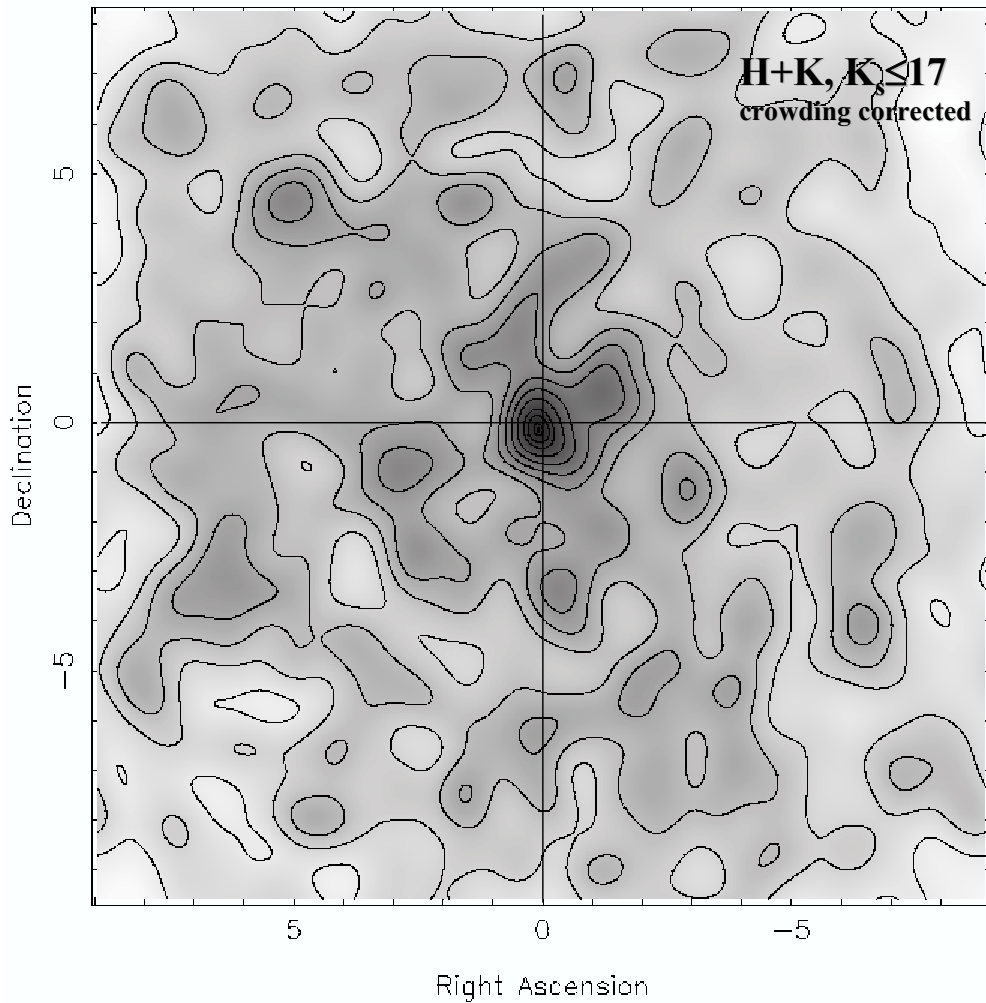 H+K, Kₛ≤17
crowding corrected
5
0
−5
Declination
5
0
−5
Right Ascension